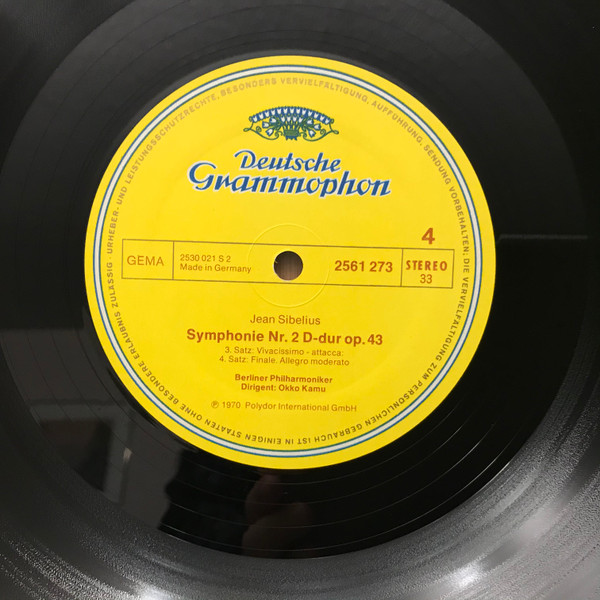 URHEBER- UND LEISTUNGSSCHUTZRECHTE, BESONDERS VERVIELFÄLTIGUNG, AUFFÜHRUNG, SENDUNG VORBEHALTEN; DIE VERVIELFÄLTIGUNG ZUM PERSÖNLICHEN GEBRAUCH IST IN EINIGEN STAATEN OHNE BESONDERE ERLAUBNIS ZULÄSSIG
Deutsche
Grammophon
4
GEMA
2530 021 S 2
Made in Germany
2561 273
STEREO
33
Jean Sibelius
Symphonie Nr. 2 D-dur op. 43
3. Satz: Vivacissimo - attacca:
4. Satz: Finale. Allegro moderato
Berliner Philharmoniker
Dirigent: Okko Kamu
℗ 1970 Polydor International GmbH